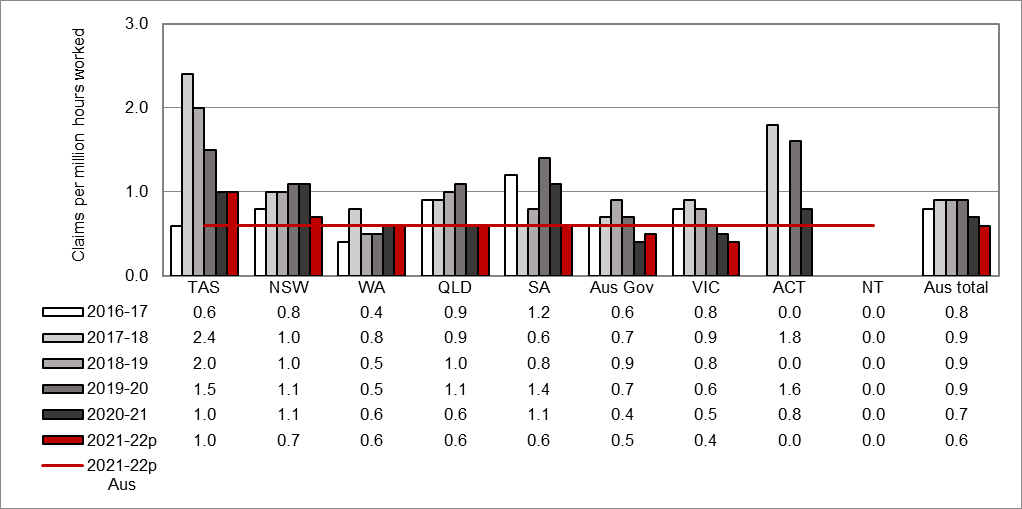 Claims per million hours worked
3.0
2.0
1.0
0.0
TAS NSW WA QLD SA Aus Gov VIC ACT NT Aus total
2016-17 0.6 0.8 0.4 0.9 1.2 0.6 0.8 0.0 0.0 0.8
2017-18 2.4 1.0 0.8 0.9 0.6 0.7 0.9 1.8 0.0 0.9
2018-19 2.0 1.0 0.5 1.0 0.8 0.9 0.8 0.0 0.0 0.9
2019-20 1.5 1.1 0.5 1.1 1.4 0.7 0.6 1.6 0.0 0.9
2020-21 1.0 1.1 0.6 0.6 1.1 0.4 0.5 0.8 0.0 0.7
2021-22p 1.0 0.7 0.6 0.6 0.6 0.5 0.4 0.0 0.0 0.6
2021-22p
Aus